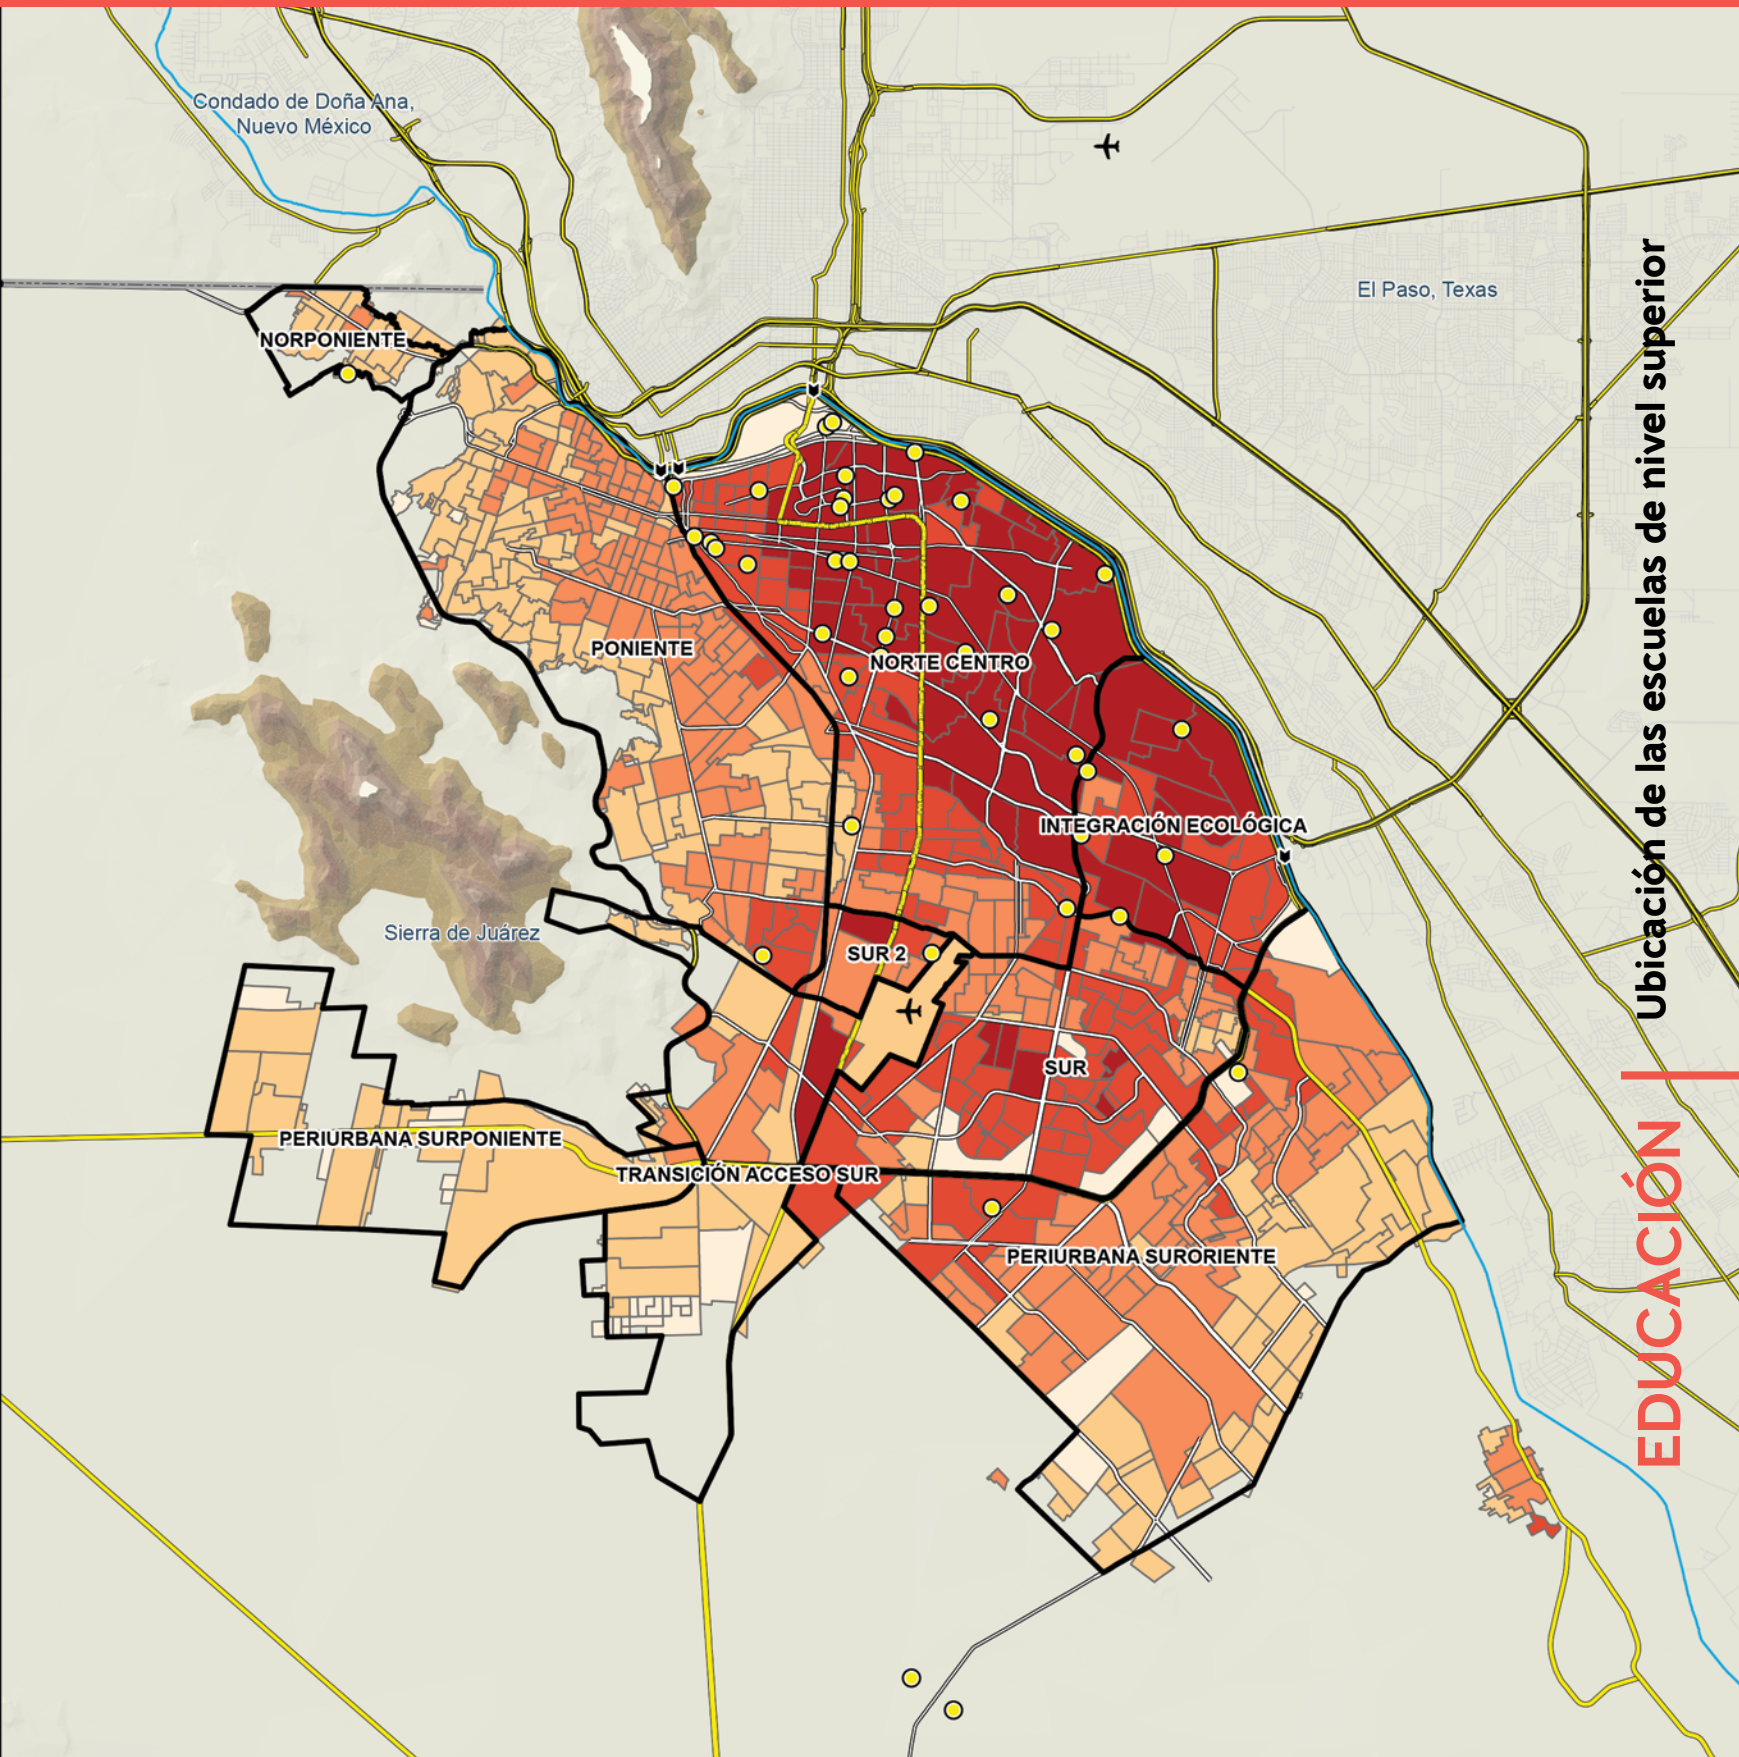 Condado de Doña Ana,
Nuevo México
El Paso, Texas
NORPONIENTE
PONIENTE
NORTE CENTRO
INTEGRACIÓN ECOLÓGICA
Sierra de Juárez
SUR 2
SUR
PERIURBANA SURPONIENTE
TRANSICIÓN ACCESO SUR
PERIURBANA SURORIENTE
EDUCACIÓN
Ubicación de las escuelas de nivel superior